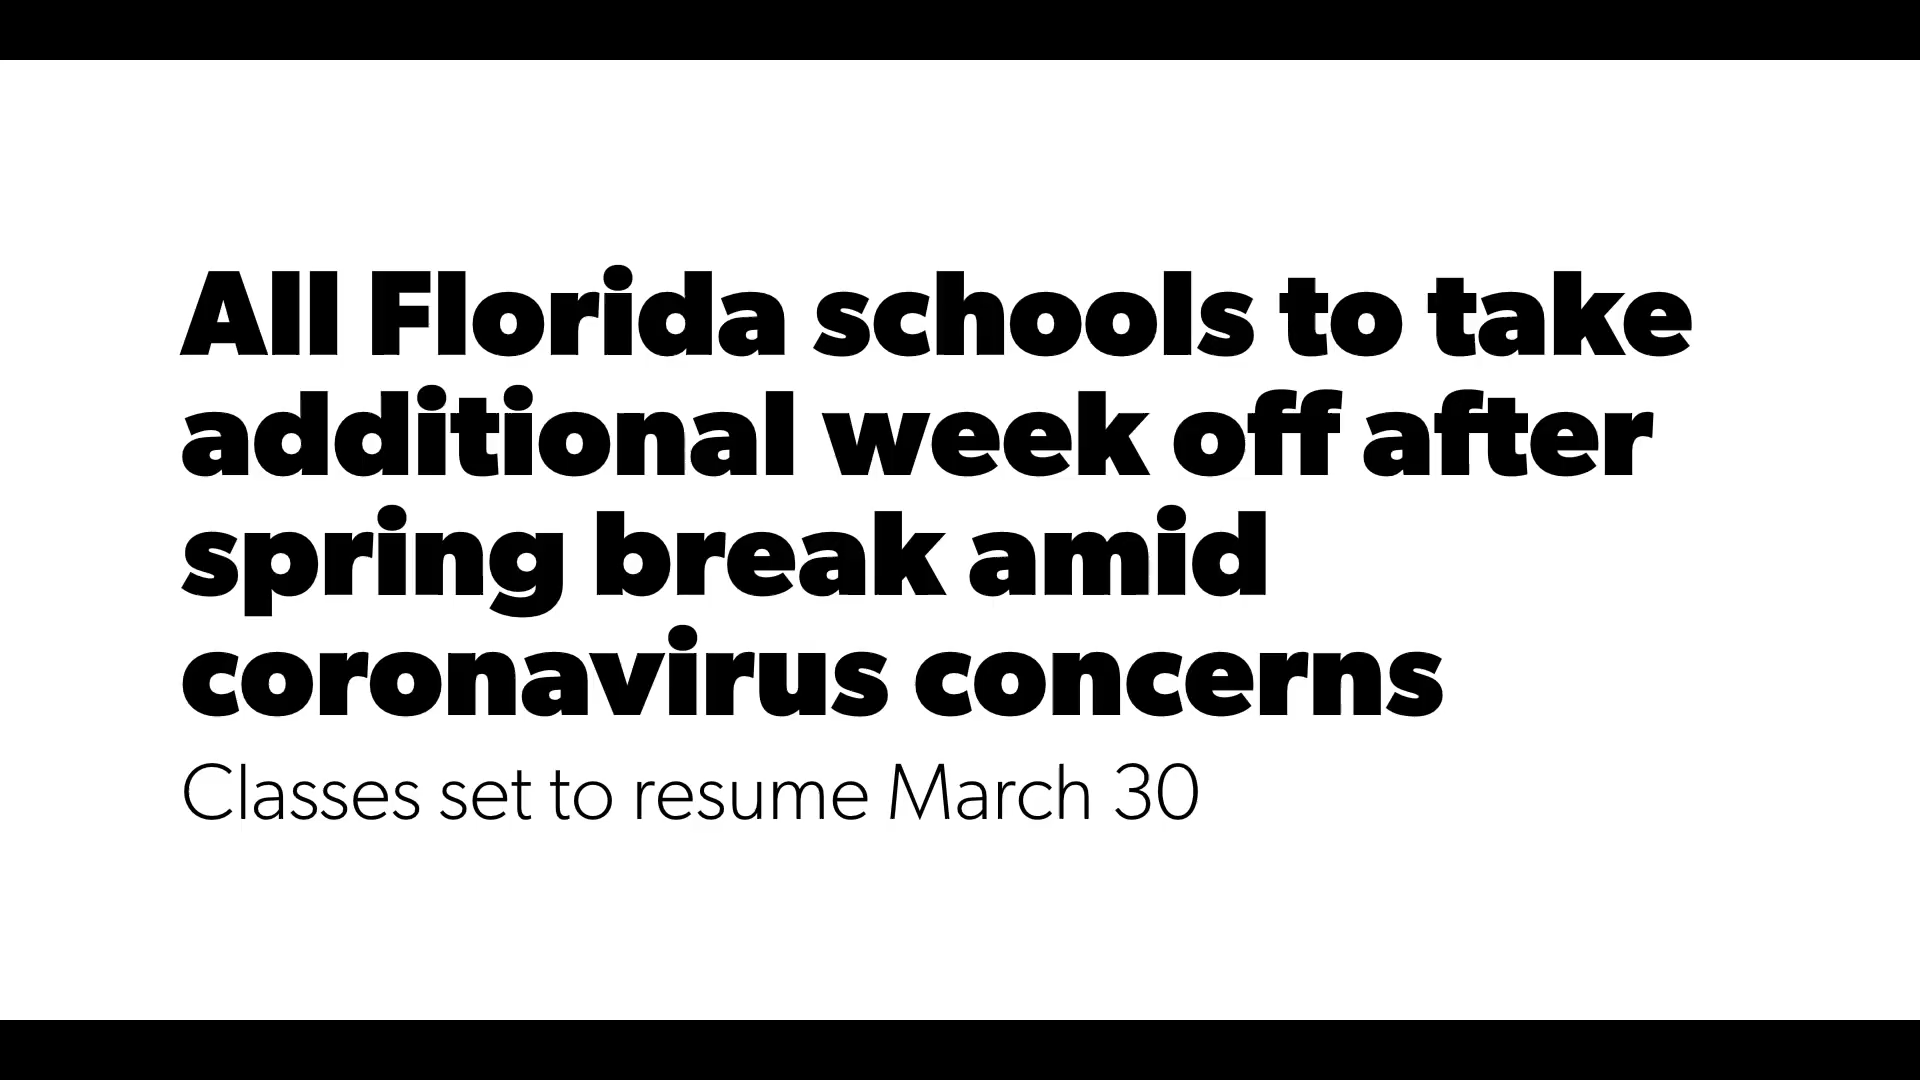 All Florida schools to take
additional week off after
spring break amid
coronavirus concerns
Classes set to resume March 30